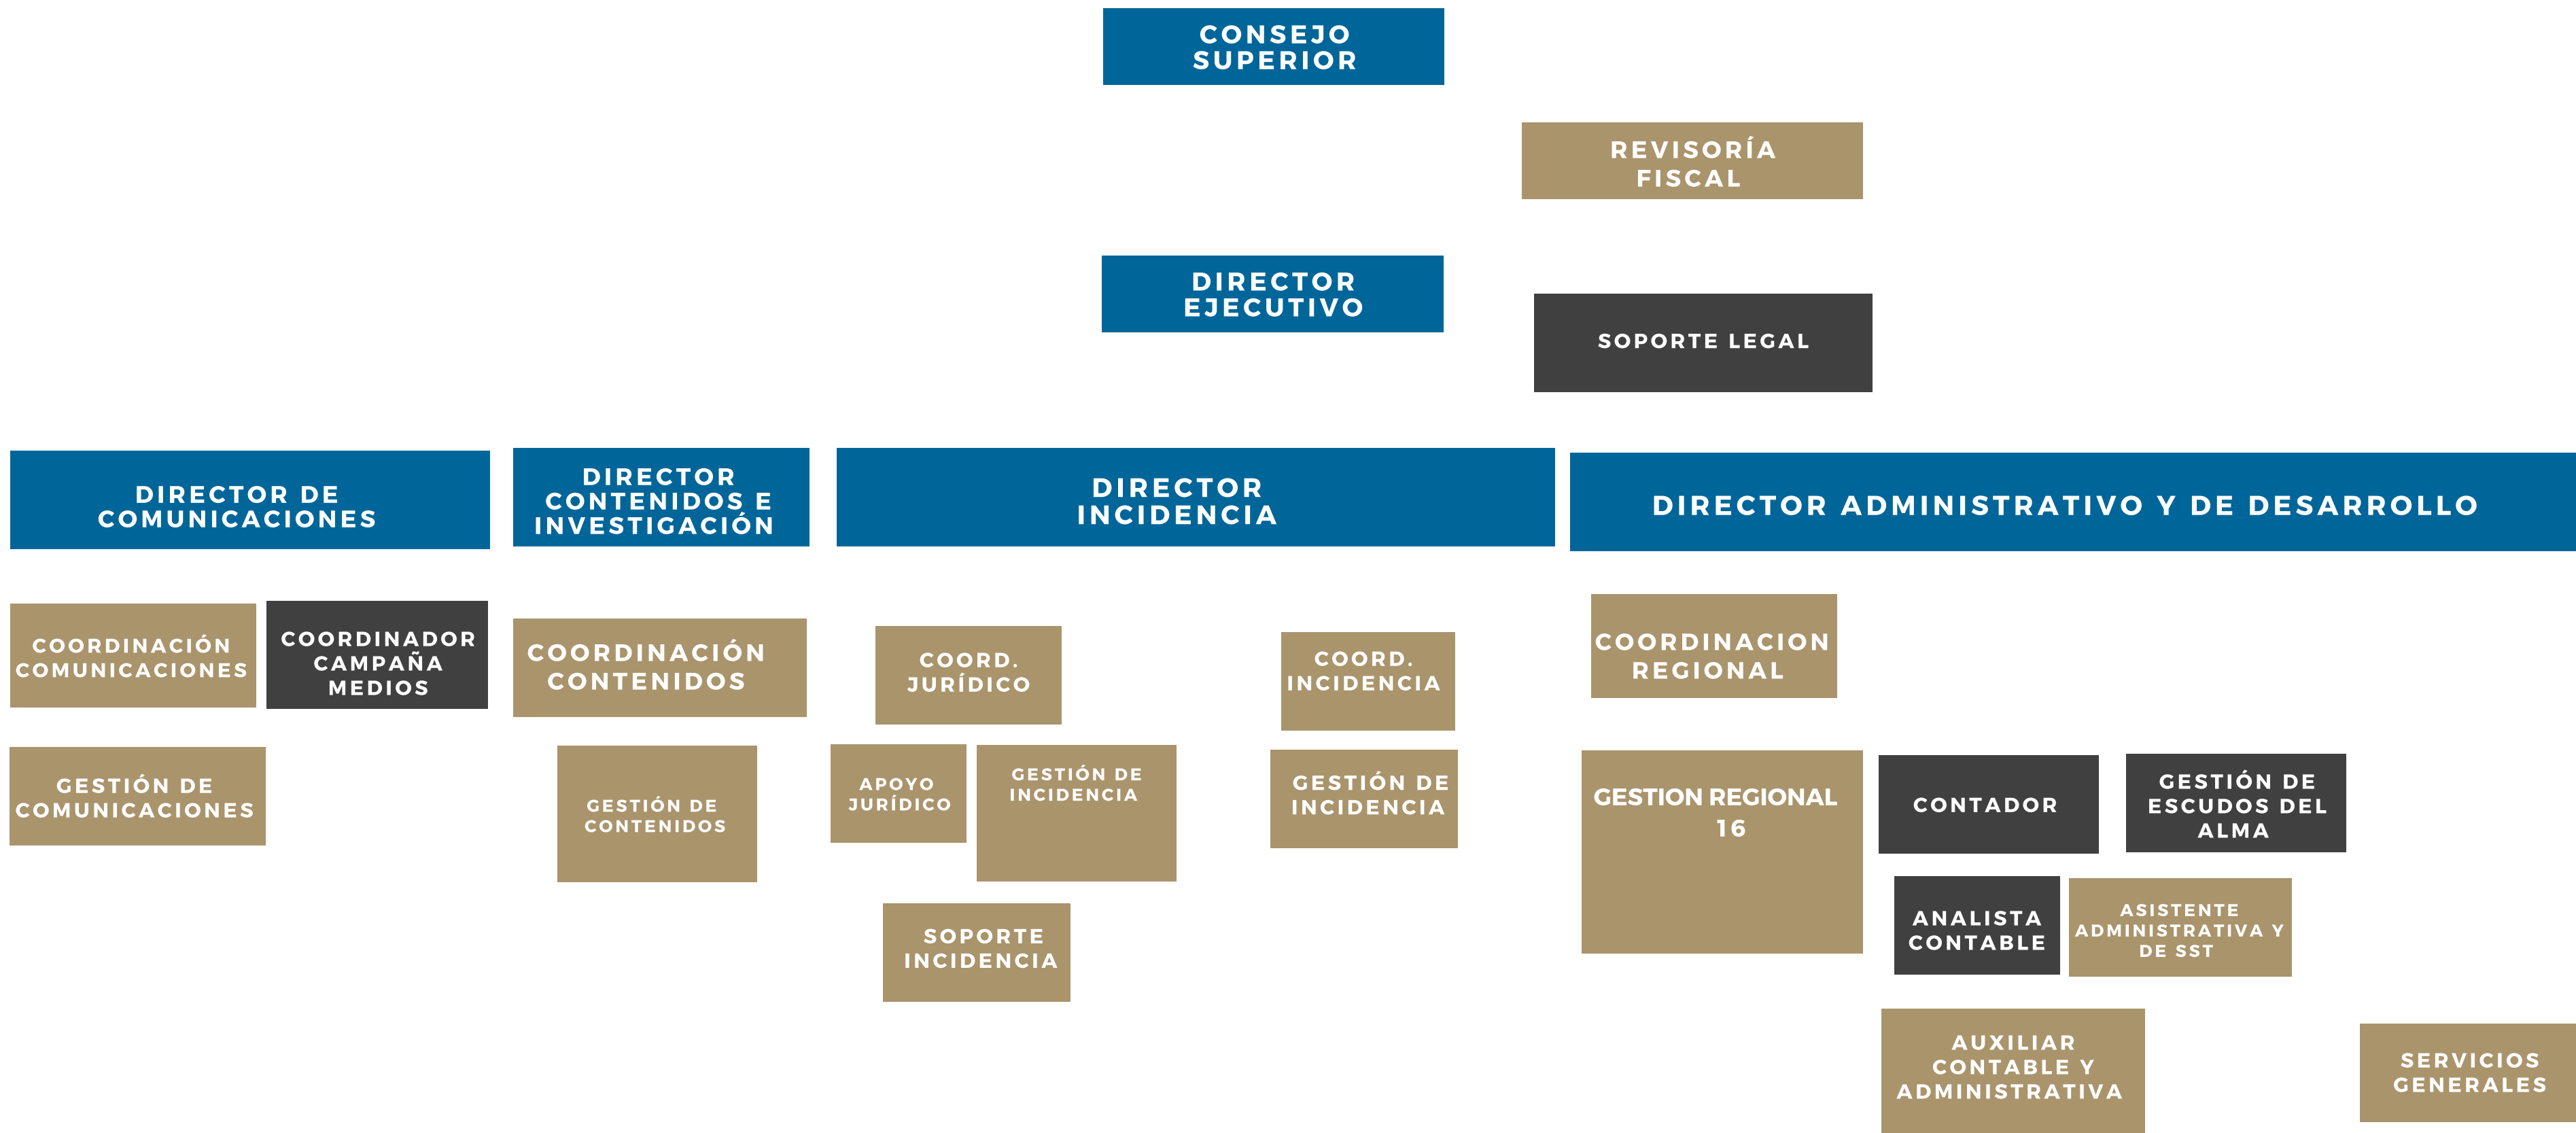 CONSEJO
SUPERIOR
REVISORÍA
FISCAL
DIRECTOR
EJECUTIVO
SOPORTE LEGAL
DIRECTOR DE
COMUNICACIONES
DIRECTOR
CONTENIDOS E
INVESTIGACIÓN
DIRECTOR
INCIDENCIA
DIRECTOR ADMINISTRATIVO Y DE DESARROLLO
COORDINACIÓN
COMUNICACIONES
COORDINADOR
CAMPAÑA
MEDIOS
COORDINACIÓN
CONTENIDOS
COORD.
JURÍDICO
COORD.
INCIDENCIA
COORDINACION
REGIONAL
GESTIÓN DE
COMUNICACIONES
GESTIÓN DE
CONTENIDOS
APOYO
JURÍDICO
GESTIÓN DE
INCIDENCIA
GESTIÓN DE
INCIDENCIA
GESTION REGIONAL
16
CONTADOR
GESTIÓN DE
ESCUDOS DEL
ALMA
SOPORTE
INCIDENCIA
ANALISTA
CONTABLE
ASISTENTE
ADMINISTRATIVA Y
DE SST
AUXILIAR
CONTABLE Y
ADMINISTRATIVA
SERVICIOS
GENERALES